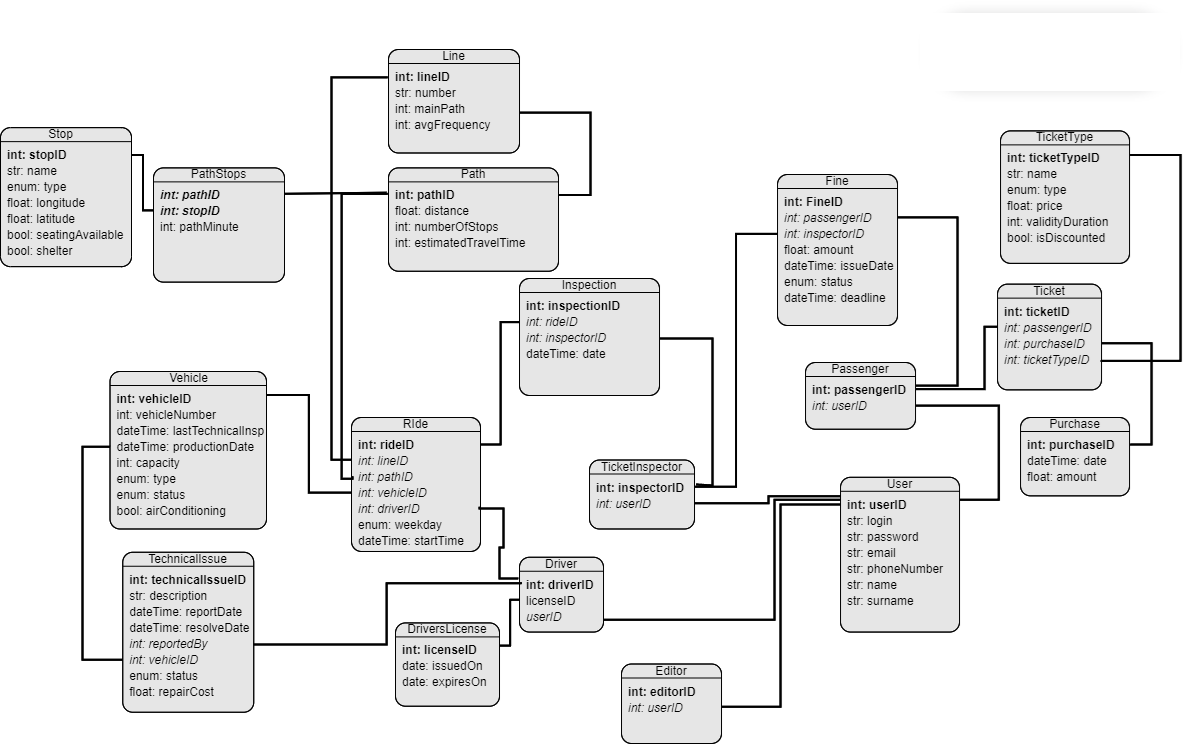 Line
int: lineID
str: number
int: mainPath
int: avgFrequency
Stop
int: stopID
str: name
enum: type
float: longitude
float: latitude
bool: seatingAvailable
bool: shelter
PathStops
int: pathID
int: stopID
int: pathMinute
Path
int: pathID
float: distance
int: numberOfStops
int: estimatedTravelTime
Fine
int: FineID
int: passengerID
int: inspectorID
float: amount
dateTime: issueDate
enum: status
dateTime: deadline
TicketType
int: ticketTypeID
str: name
enum: type
float: price
int: validityDuration
bool: isDiscounted
Inspection
int: inspectionID
int: rideID
int: inspectorID
dateTime: date
Ticket
int: ticketID
int: passengerID
int: purchaseID
int: ticketTypeID
Vehicle
int: vehicleID
int: vehicleNumber
dateTime: lastTechnicalInsp
dateTime: productionDate
int: capacity
enum: type
enum: status
bool: airConditioning
Passenger
int: passengerID
int: userID
RIde
int: rideID
int: lineID
int: pathID
int: vehicleID
int: driverID
enum: weekday
dateTime: startTime
Purchase
int: purchaseID
dateTime: date
float: amount
TicketInspector
int: inspectorID
int: userID
User
int: userID
str: login
str: password
str: email
str: phoneNumber
str: name
str: surname
TechnicalIssue
int: technicalIssueID
str: description
dateTime: reportDate
dateTime: resolveDate
int: reportedBy
int: vehicleID
enum: status
float: repairCost
Driver
int: driverID
licenseID
userID
DriversLicense
int: licenseID
date: issuedOn
date: expiresOn
Editor
int: editorID
int: userID